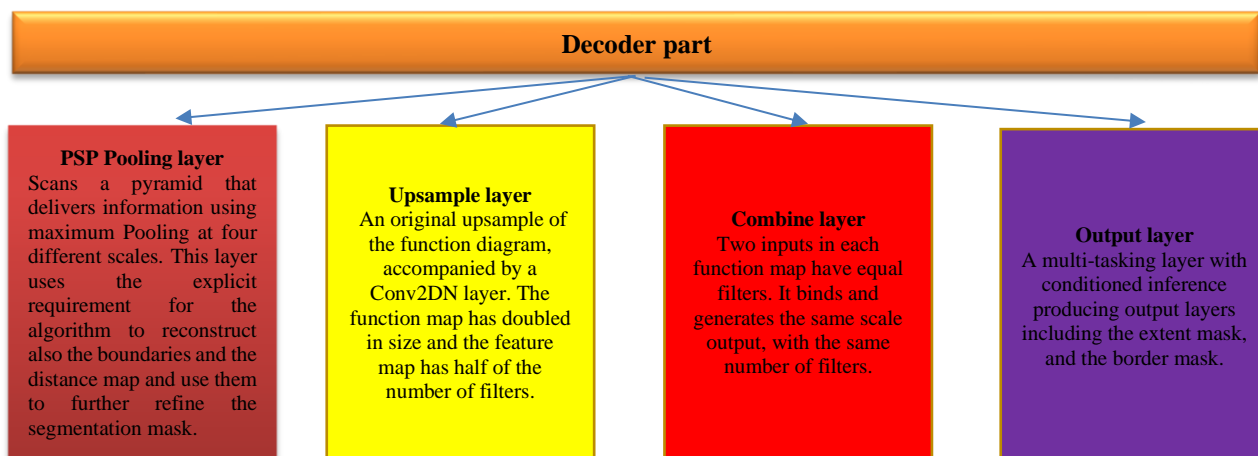 Decoder part
PSP Pooling layer
Scans a pyramid that
delivers information using
maximum Pooling at four
different scales. This layer
uses the explicit
requirement for the
algorithm to reconstruct
also the boundaries and the
distance map and use them
to further refine the
segmentation mask.
Upsample layer
An original upsample of
the function diagram,
accompanied by a
Conv2DN layer. The
function map has doubled
in size and the feature
map has half of the
number of filters.
Combine layer
Two inputs in each
function map have equal
filters. It binds and
generates the same scale
output, with the same
number of filters.
Output layer
A multi-tasking layer with
conditioned inference
producing output layers
including the extent mask,
and the border mask.